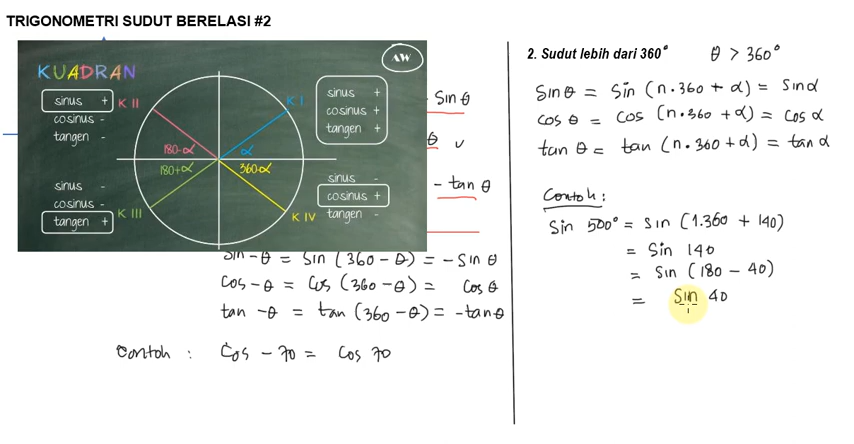 TRIGONOMETRI SUDUT BERELASI #2
KUADRAN
AW
sinus +
cosinus -
tangen -
K II
K I
sinus +
cosinus +
tangen +
180-α
α
180+α
360-α
sinus -
cosinus -
tangen +
K III
K IV
sinus -
cosinus +
tangen -
- Sin θ
θ
- tan θ
Sin -θ = Sin (360 - θ) = - Sin θ
Cos -θ = Cos (360 - θ) = Cos θ
tan -θ = tan (360 - θ) = - tan θ
Contoh : Cos - 70 = Cos 70
2. Sudut lebih dari 360° θ > 360°
Sin θ = Sin (n.360 + α) = Sin α
Cos θ = Cos (n.360 + α) = Cos α
tan θ = tan (n.360 + α) = tan α
Contoh :
Sin 500° = Sin (1.360 + 140)
= Sin 140
= Sin (180 - 40)
= Sin 40